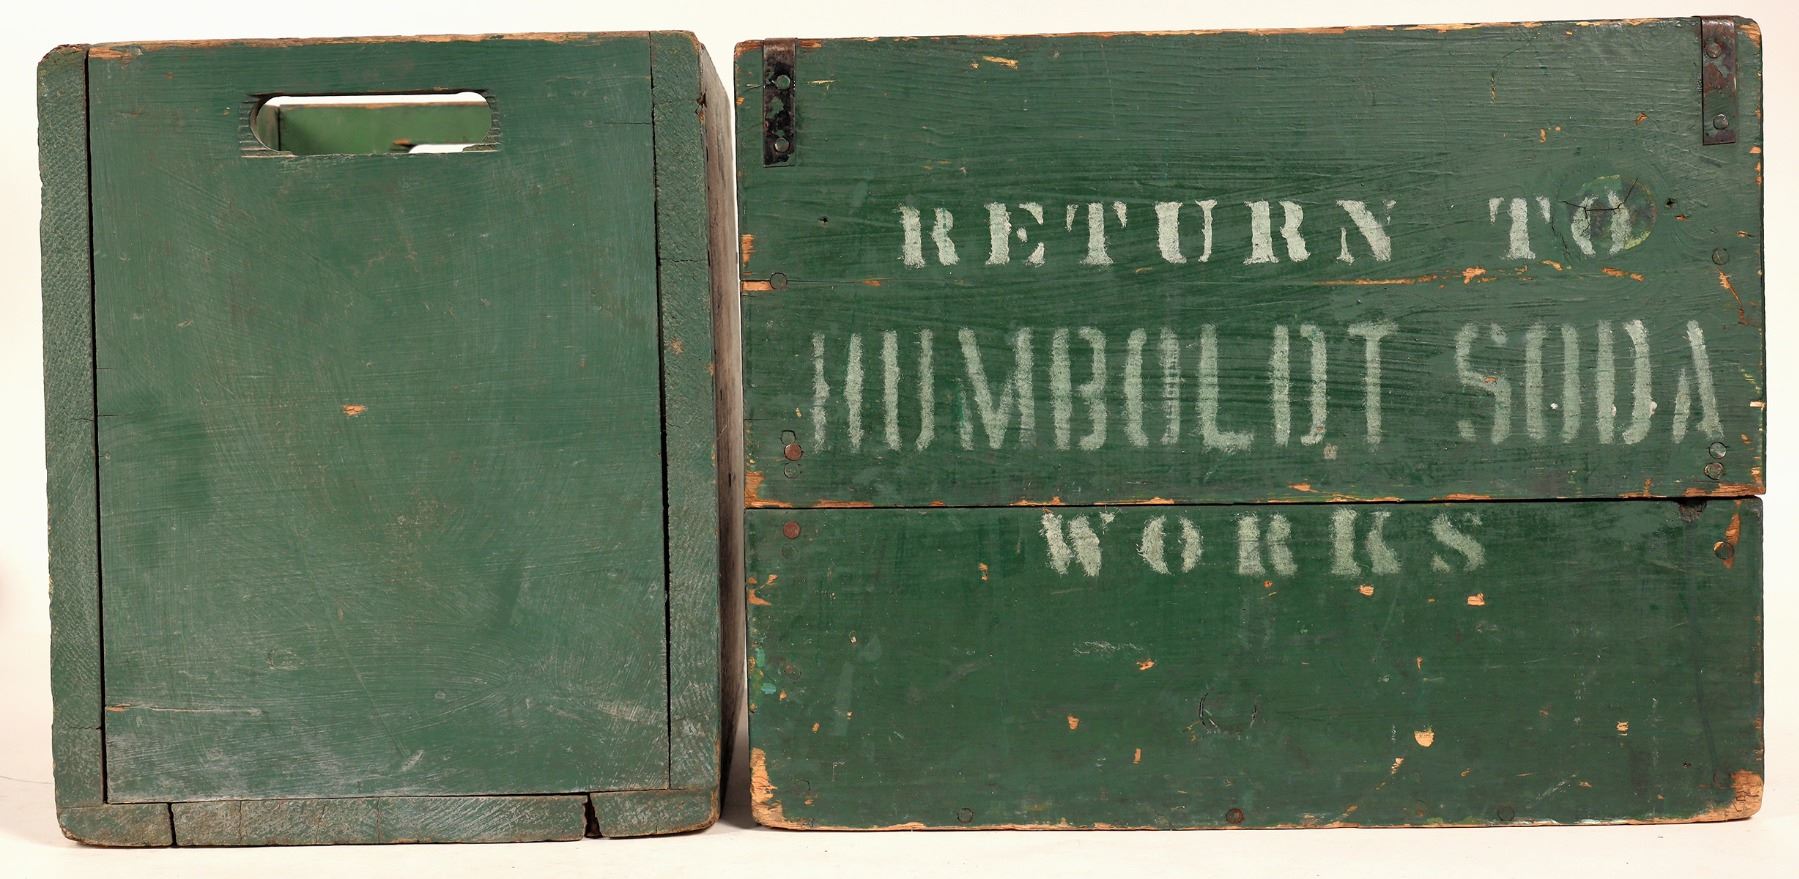 RETURN TO
HUMBOLDT SODA
WORKS